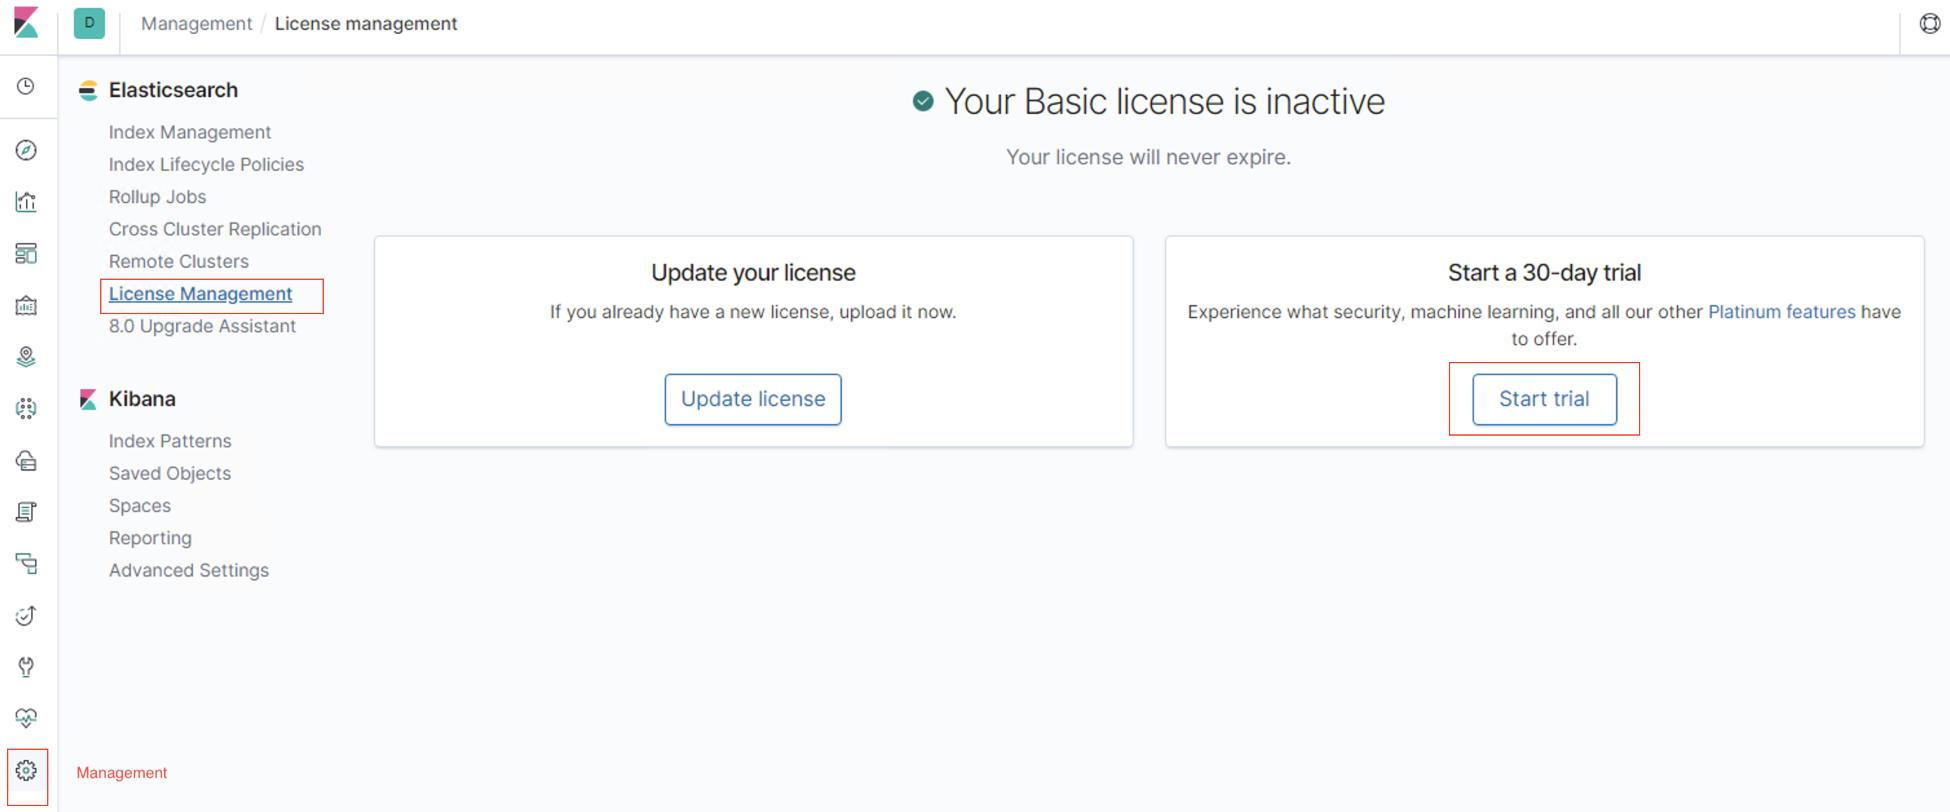 D
Management / License management
Elasticsearch
Index Management
Index Lifecycle Policies
Rollup Jobs
Cross Cluster Replication
Remote Clusters
License Management
8.0 Upgrade Assistant
Kibana
Index Patterns
Saved Objects
Spaces
Reporting
Advanced Settings
Management
Your Basic license is inactive
Your license will never expire.
Update your license
If you already have a new license, upload it now.
Update license
Start a 30-day trial
Experience what security, machine learning, and all our other Platinum features have
to offer.
Start trial